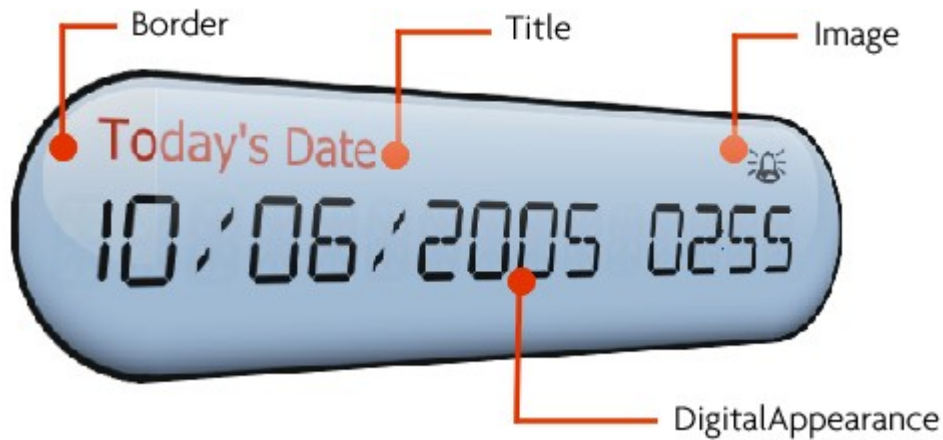 Border
Title
Image
Today's Date
10/06/2005 0255
DigitalAppearance